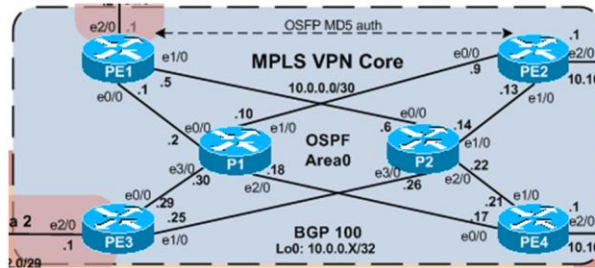 .2
e2/0
.1
OSFP MD5 auth
e2/0
.1
PE1
e1/0
MPLS VPN Core
e0/0
PE2
.5
10.0.0.0/30
.9
10.10
e0/0
.1
.13
e1/0
.10
e0/0
e0/0
e1/0
.6
.14
.2
OSPF
Area0
e1/0
P1
P2
e3/0
.18
e3/0
.22
.30
e2/0
.26
e2/0
e0/0
.29
.21
e1/0
a 2
e2/0
.25
.17
.1
e2/0
.1
PE3
e1/0
BGP 100
e0/0
PE4
2.0/29
Lo0: 10.0.0.X/32
10.10